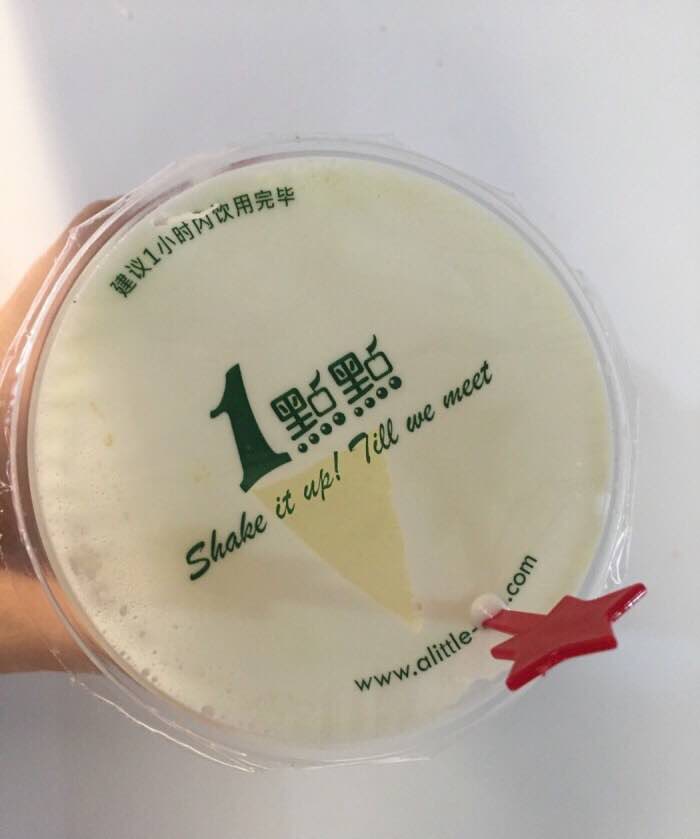 建议1小时内饮用完毕
1點點
Shake it up! Till we meet
www.alittle- .com